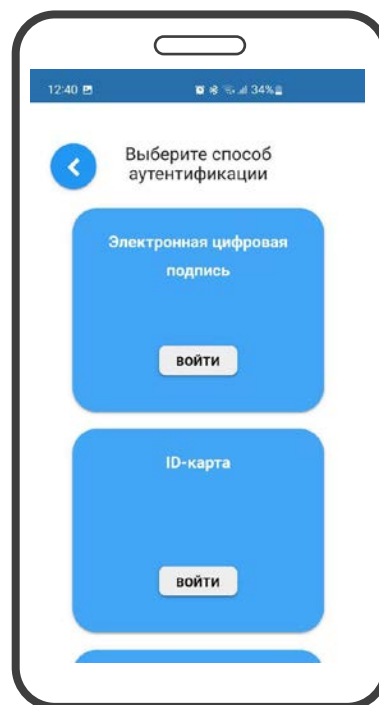 12:40 34%
Выберите способ
аутентификации
Электронная цифровая
подпись
ВОЙТИ
ID-карта
ВОЙТИ